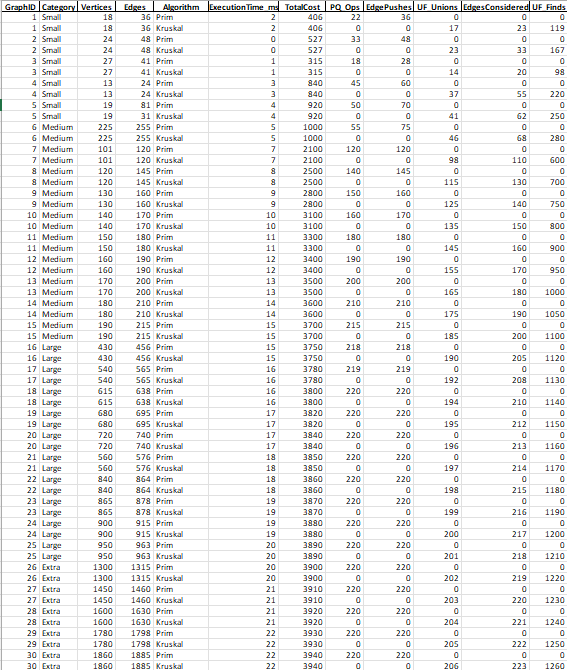 GraphID Category Vertices Edges Algorithm ExecutionTime_ms TotalCost PQ_Ops EdgePushes UF_Unions EdgesConsidered UF_Finds
1 Small 18 36 Prim 2 406 22 36 0 0 0
1 Small 18 36 Kruskal 2 406 0 0 17 23 119
2 Small 24 48 Prim 0 527 33 48 0 0 0
2 Small 24 48 Kruskal 0 527 0 0 23 33 167
3 Small 27 41 Prim 1 315 18 28 0 0 0
3 Small 27 41 Kruskal 1 315 0 0 14 20 98
4 Small 13 24 Prim 3 840 45 60 0 0 0
4 Small 13 24 Kruskal 3 840 0 0 37 55 220
5 Small 19 81 Prim 4 920 50 70 0 0 0
5 Small 19 31 Kruskal 4 920 0 0 41 62 250
6 Medium 225 255 Prim 5 1000 55 75 0 0 0
6 Medium 225 255 Kruskal 5 1000 0 0 46 68 280
7 Medium 101 120 Prim 7 2100 120 120 0 0 0
7 Medium 101 120 Kruskal 7 2100 0 0 98 110 600
8 Medium 120 145 Prim 8 2500 140 145 0 0 0
8 Medium 120 145 Kruskal 8 2500 0 0 115 130 700
9 Medium 130 160 Prim 9 2800 150 160 0 0 0
9 Medium 130 160 Kruskal 9 2800 0 0 125 140 750
10 Medium 140 170 Prim 10 3100 160 170 0 0 0
10 Medium 140 170 Kruskal 10 3100 0 0 135 150 800
11 Medium 150 180 Prim 11 3300 180 180 0 0 0
11 Medium 150 180 Kruskal 11 3300 0 0 145 160 900
12 Medium 160 190 Prim 12 3400 190 190 0 0 0
12 Medium 160 190 Kruskal 12 3400 0 0 155 170 950
13 Medium 170 200 Prim 13 3500 200 200 0 0 0
13 Medium 170 200 Kruskal 13 3500 0 0 165 180 1000
14 Medium 180 210 Prim 14 3600 210 210 0 0 0
14 Medium 180 210 Kruskal 14 3600 0 0 175 190 1050
15 Medium 190 215 Prim 15 3700 215 215 0 0 0
15 Medium 190 215 Kruskal 15 3700 0 0 185 200 1100
16 Large 430 456 Prim 15 3750 218 218 0 0 0
16 Large 430 456 Kruskal 15 3750 0 0 190 205 1120
17 Large 540 565 Prim 16 3780 219 219 0 0 0
17 Large 540 565 Kruskal 16 3780 0 0 192 208 1130
18 Large 615 638 Prim 16 3800 220 220 0 0 0
18 Large 615 638 Kruskal 16 3800 0 0 194 210 1140
19 Large 680 695 Prim 17 3820 220 220 0 0 0
19 Large 680 695 Kruskal 17 3820 0 0 195 212 1150
20 Large 720 740 Prim 17 3840 220 220 0 0 0
20 Large 720 740 Kruskal 17 3840 0 0 196 213 1160
21 Large 560 576 Prim 18 3850 220 220 0 0 0
21 Large 560 576 Kruskal 18 3850 0 0 197 214 1170
22 Large 840 864 Prim 18 3860 220 220 0 0 0
22 Large 840 864 Kruskal 18 3860 0 0 198 215 1180
23 Large 865 878 Prim 19 3870 220 220 0 0 0
23 Large 865 878 Kruskal 19 3870 0 0 199 216 1190
24 Large 900 915 Prim 19 3880 220 220 0 0 0
24 Large 900 915 Kruskal 19 3880 0 0 200 217 1200
25 Large 950 963 Prim 20 3890 220 220 0 0 0
25 Large 950 963 Kruskal 20 3890 0 0 201 218 1210
26 Extra 1300 1315 Prim 20 3900 220 220 0 0 0
26 Extra 1300 1315 Kruskal 20 3900 0 0 202 219 1220
27 Extra 1450 1460 Prim 21 3910 220 220 0 0 0
27 Extra 1450 1460 Kruskal 21 3910 0 0 203 220 1230
28 Extra 1600 1630 Prim 21 3920 220 220 0 0 0
28 Extra 1600 1630 Kruskal 21 3920 0 0 204 221 1240
29 Extra 1780 1798 Prim 22 3930 220 220 0 0 0
29 Extra 1780 1798 Kruskal 22 3930 0 0 205 222 1250
30 Extra 1860 1885 Prim 22 3940 220 220 0 0 0
30 Extra 1860 1885 Kruskal 22 3940 0 0 206 223 1260